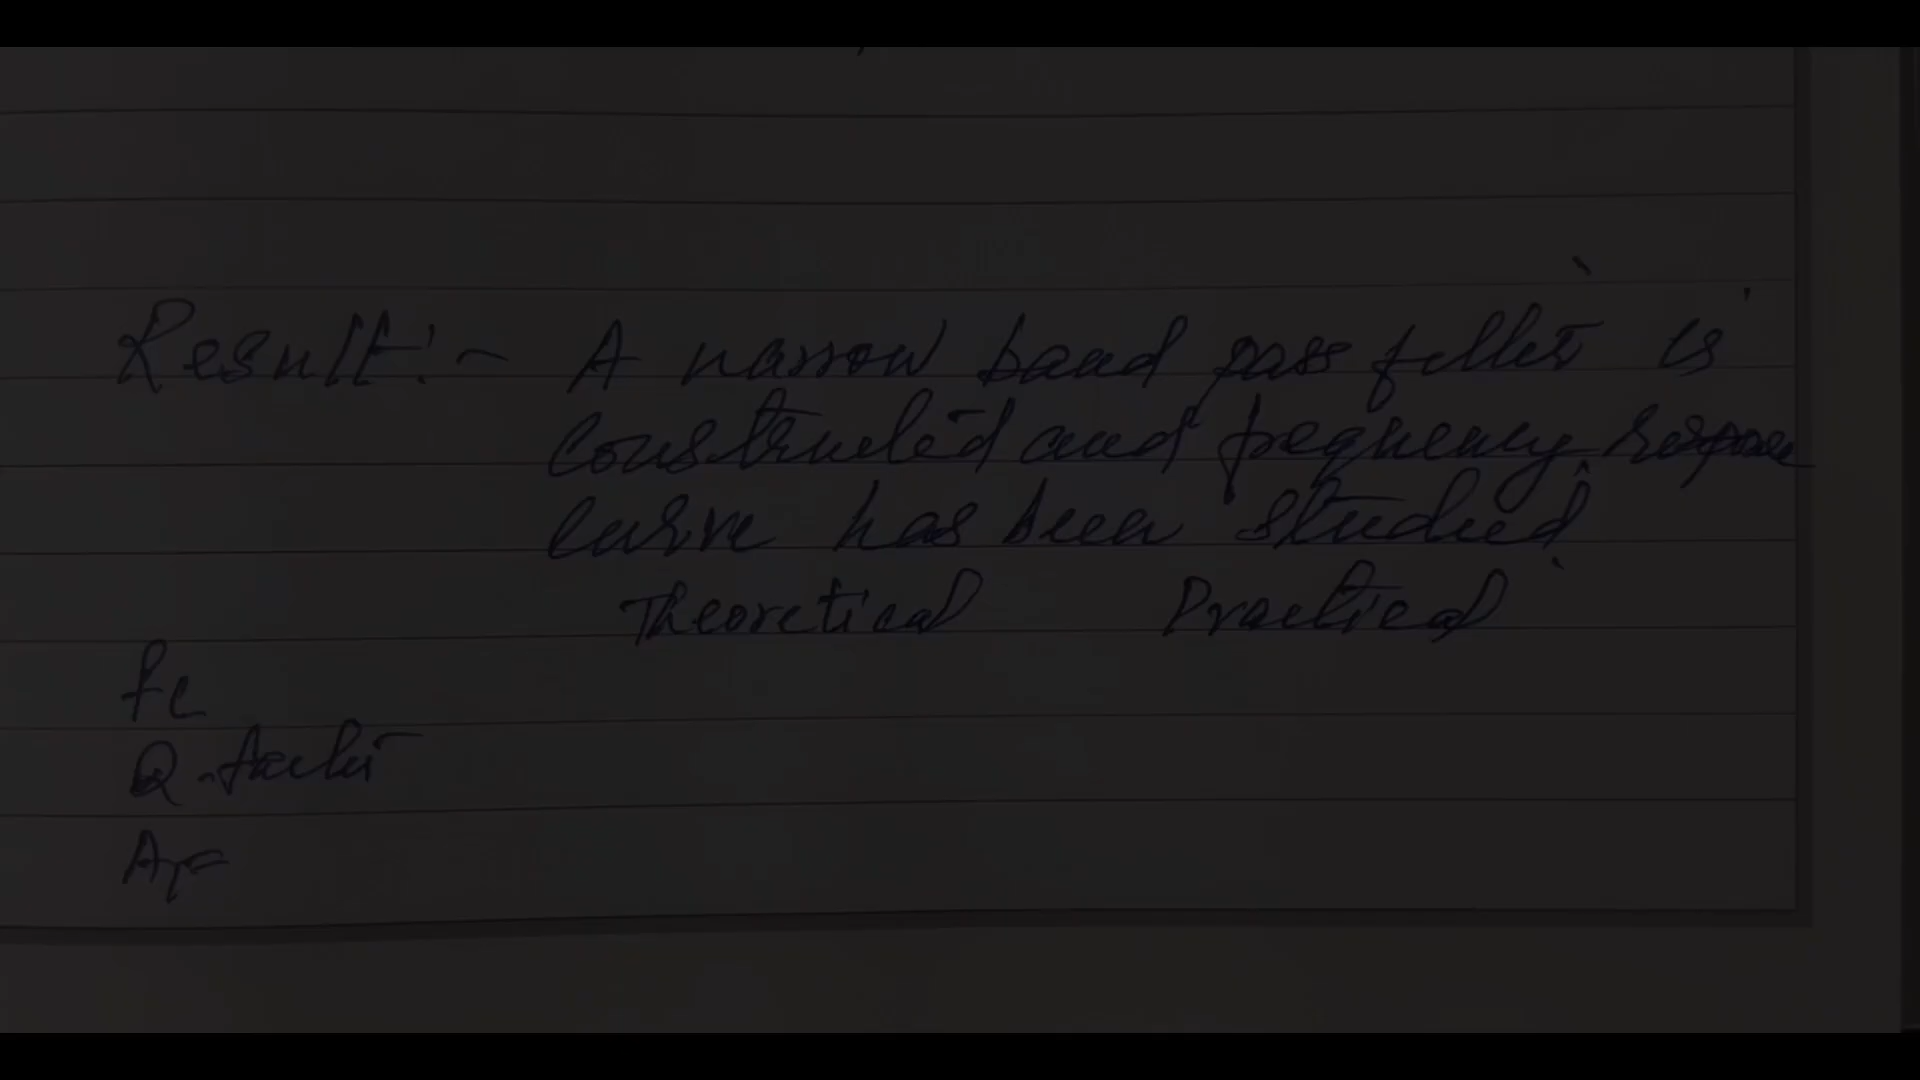 Result:- A narrow band pass filter is
constructed and frequency response
curve has been studied.
Theoretical Practical
fc
Q-factor
AF